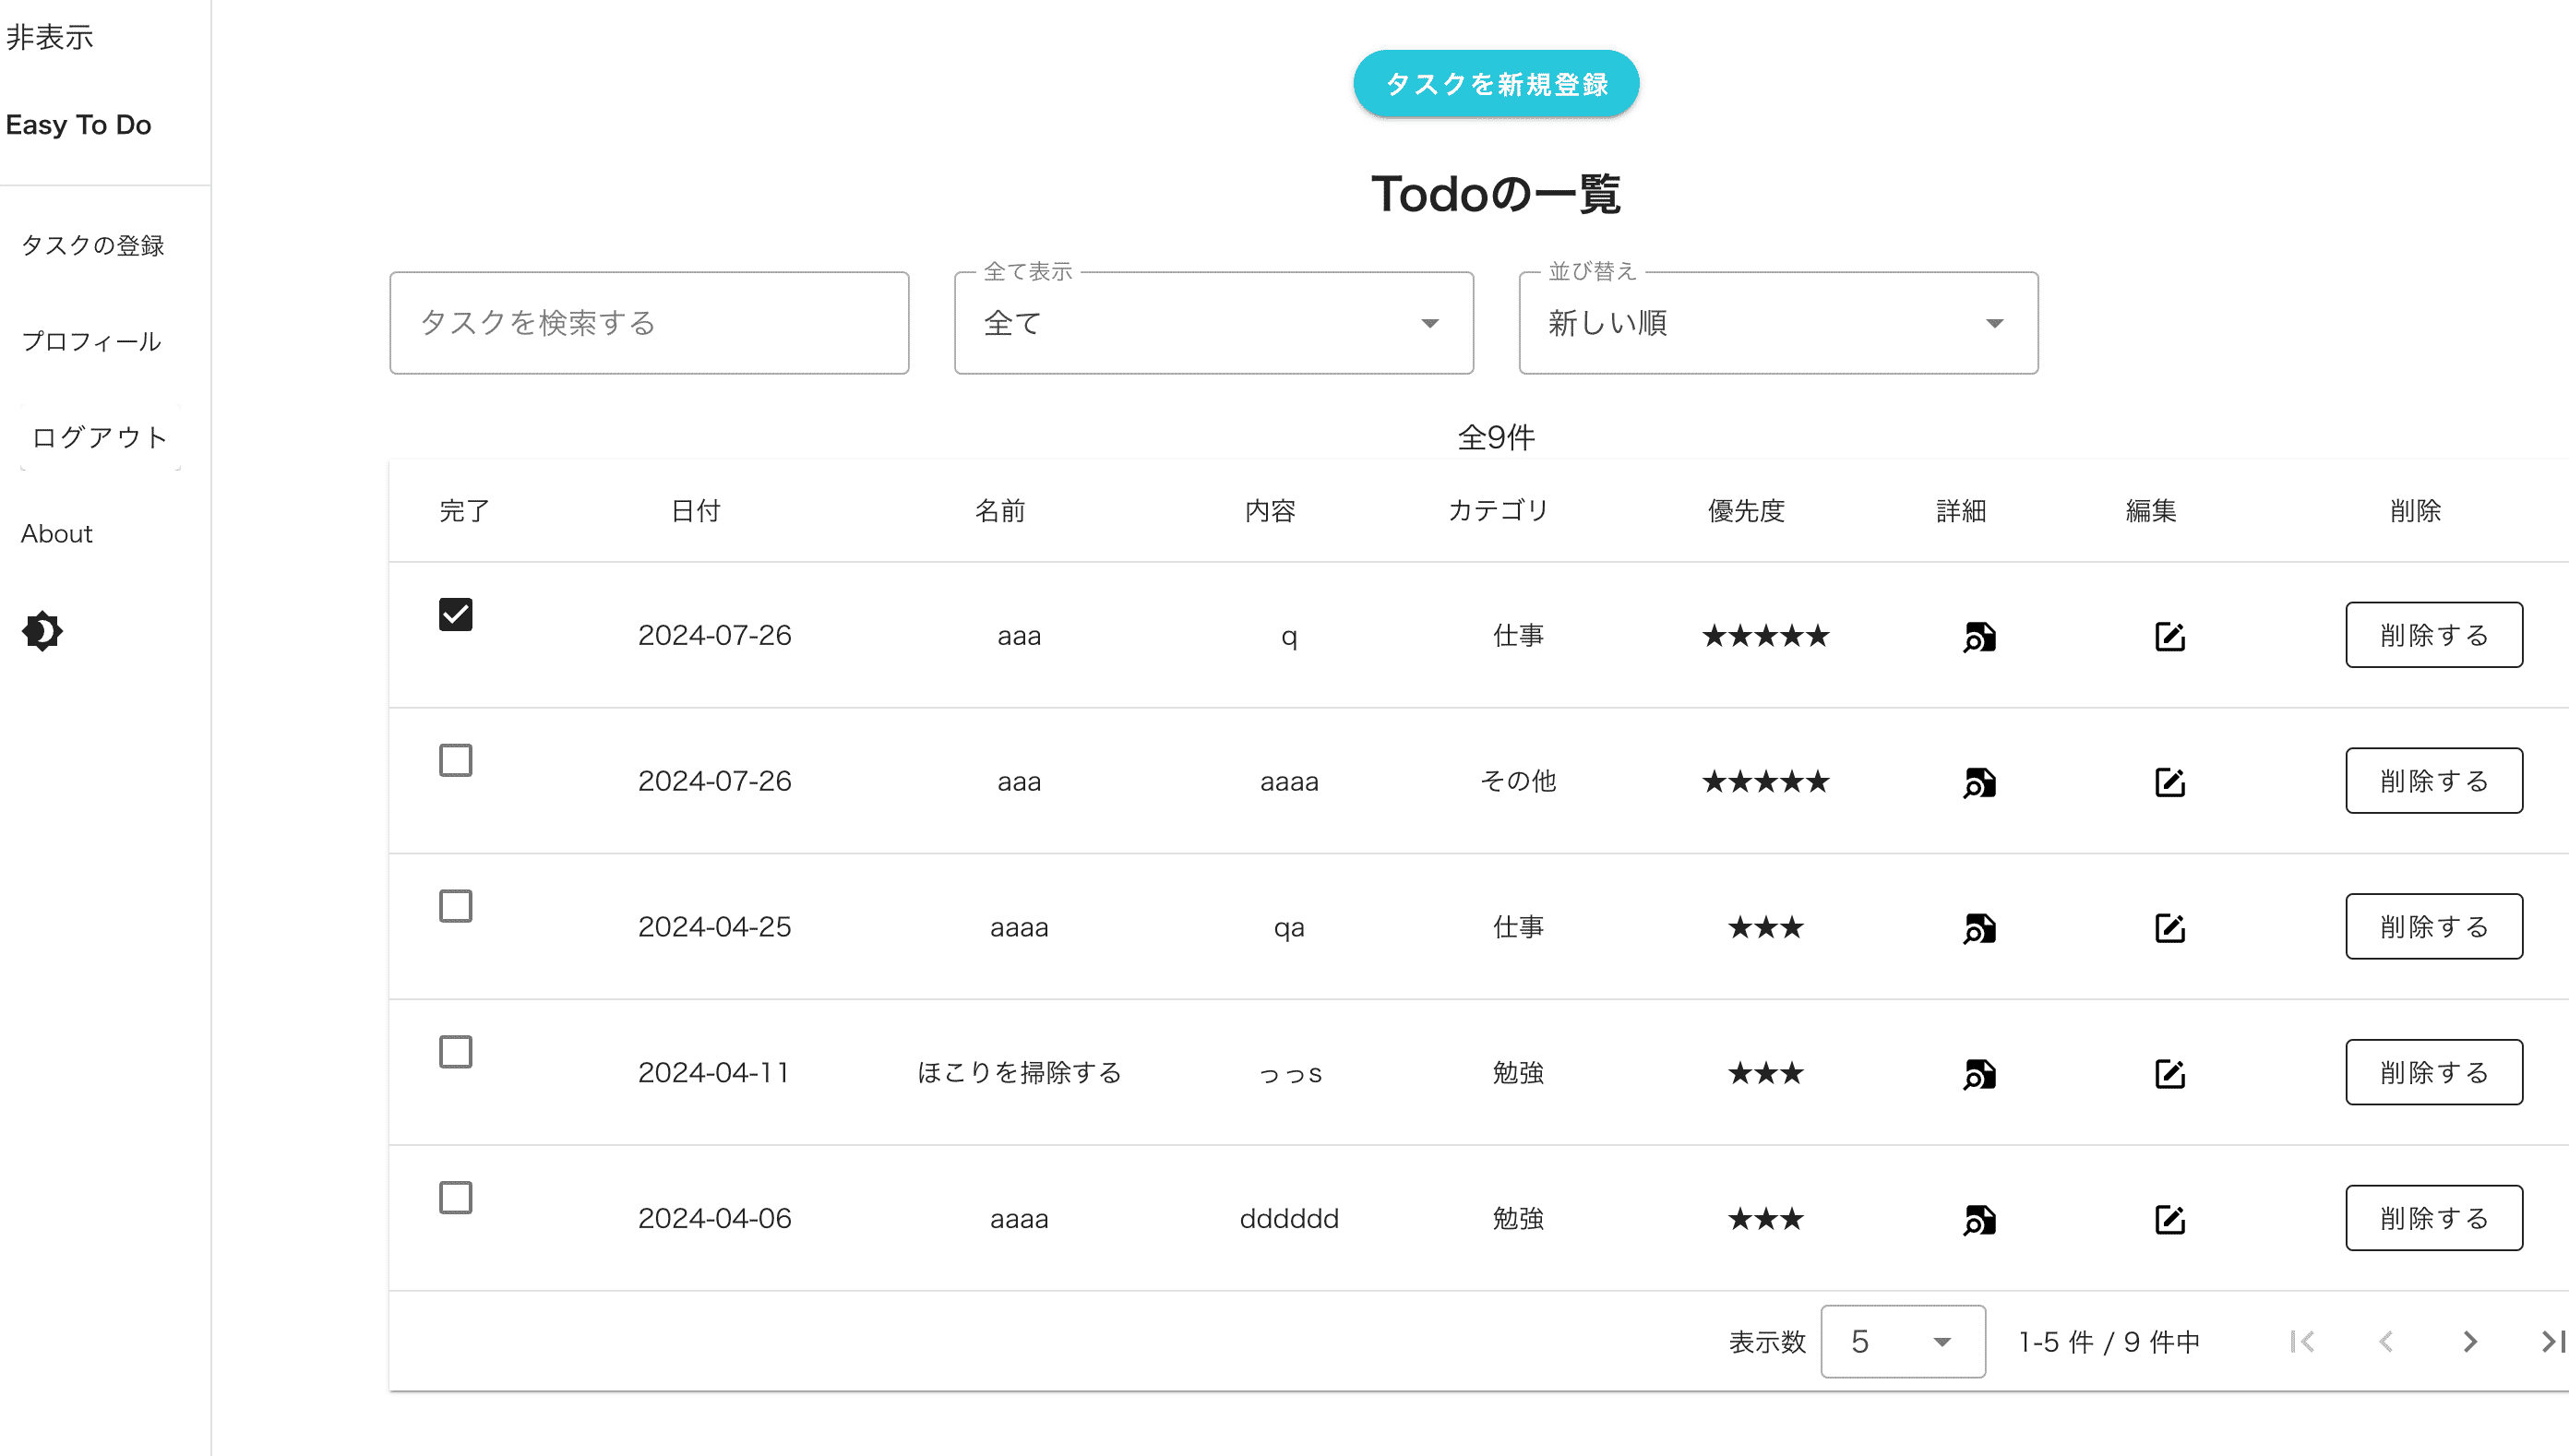 非表示
Easy To Do
タスクの登録
プロフィール
ログアウト
About
タスクを新規登録
Todoの一覧
タスクを検索する
全て表示
全て
並び替え
新しい順
全9件
完了 日付 名前 内容 カテゴリ 優先度 詳細 編集 削除
2024-07-26 aaa q 仕事 ★★★★★ 削除する
2024-07-26 aaa aaaa その他 ★★★★★ 削除する
2024-04-25 aaaa qa 仕事 ★★★ 削除する
2024-04-11 ほこりを掃除する っっs 勉強 ★★★ 削除する
2024-04-06 aaaa dddddd 勉強 ★★★ 削除する
表示数 5 1-5 件 / 9 件中